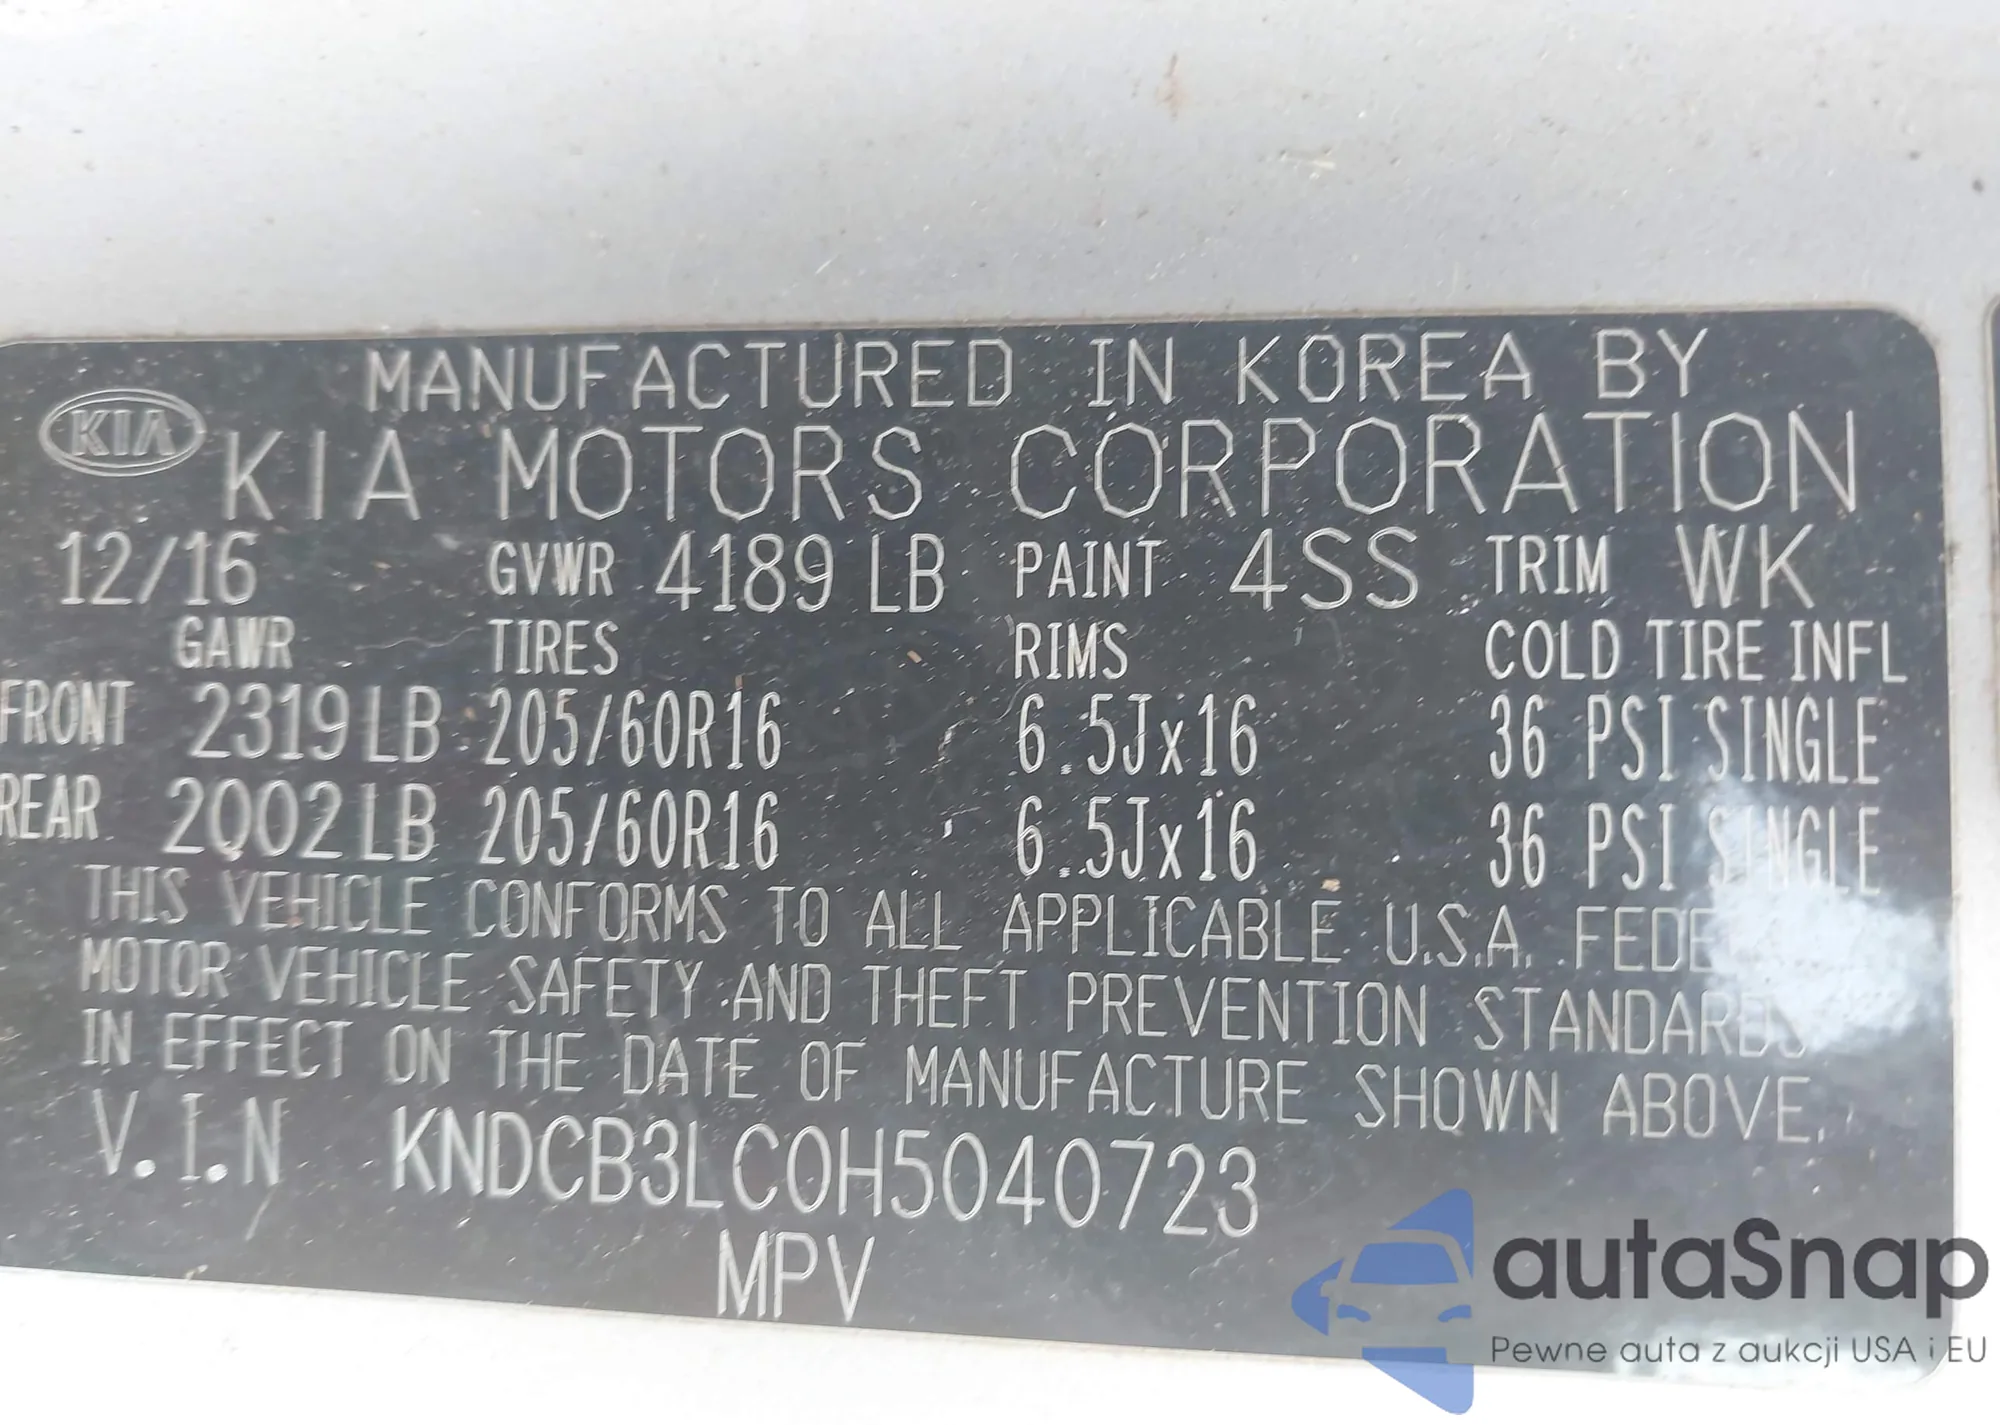 MANUFACTURED IN KOREA BY
KIA KIA MOTORS CORPORATION
12/16 GVWR 4189 LB PAINT 4SS TRIM WK
GAWR TIRES RIMS COLD TIRE INFL
FRONT 2319 LB 205/60R16 6.5Jx16 36 PSI SINGLE
REAR 2002 LB 205/60R16 6.5Jx16 36 PSI SINGLE
THIS VEHICLE CONFORMS TO ALL APPLICABLE U.S.A. FEDERAL
MOTOR VEHICLE SAFETY AND THEFT PREVENTION STANDARDS
IN EFFECT ON THE DATE OF MANUFACTURE SHOWN ABOVE.
V.I.N KNDCB3LC0H5040723
MPV
autaSnap
Pewne auta z aukcji USA i EU